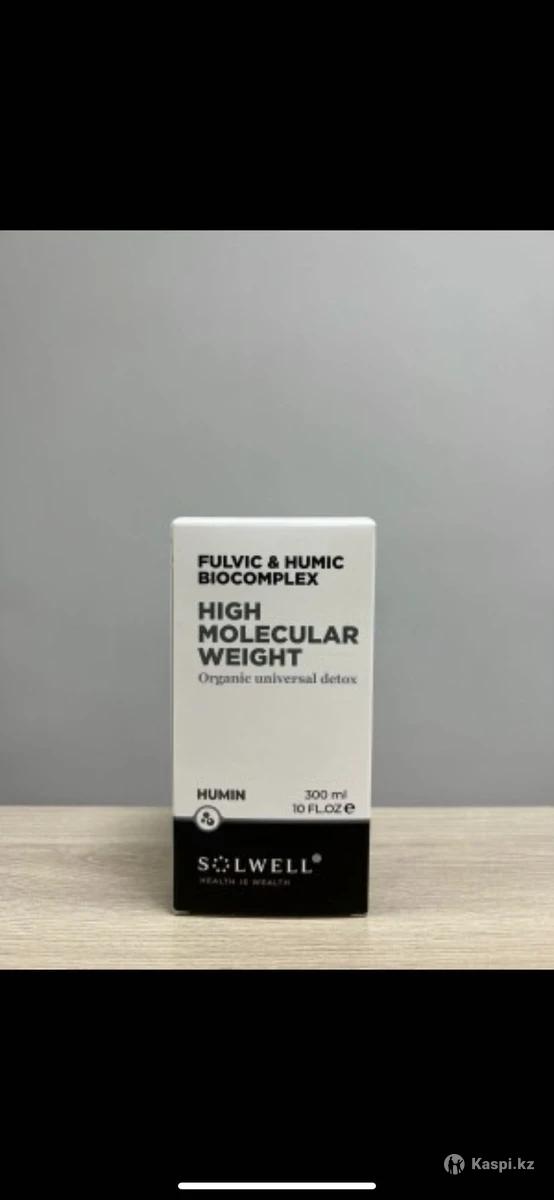 FULVIC & HUMIC
BIOCOMPLEX
HIGH
MOLECULAR
WEIGHT
Organic universal detox
HUMIN
300 ml
10 FL.OZ ℮
SOLWELL
HEALTH IS WEALTH
Kaspi.kz